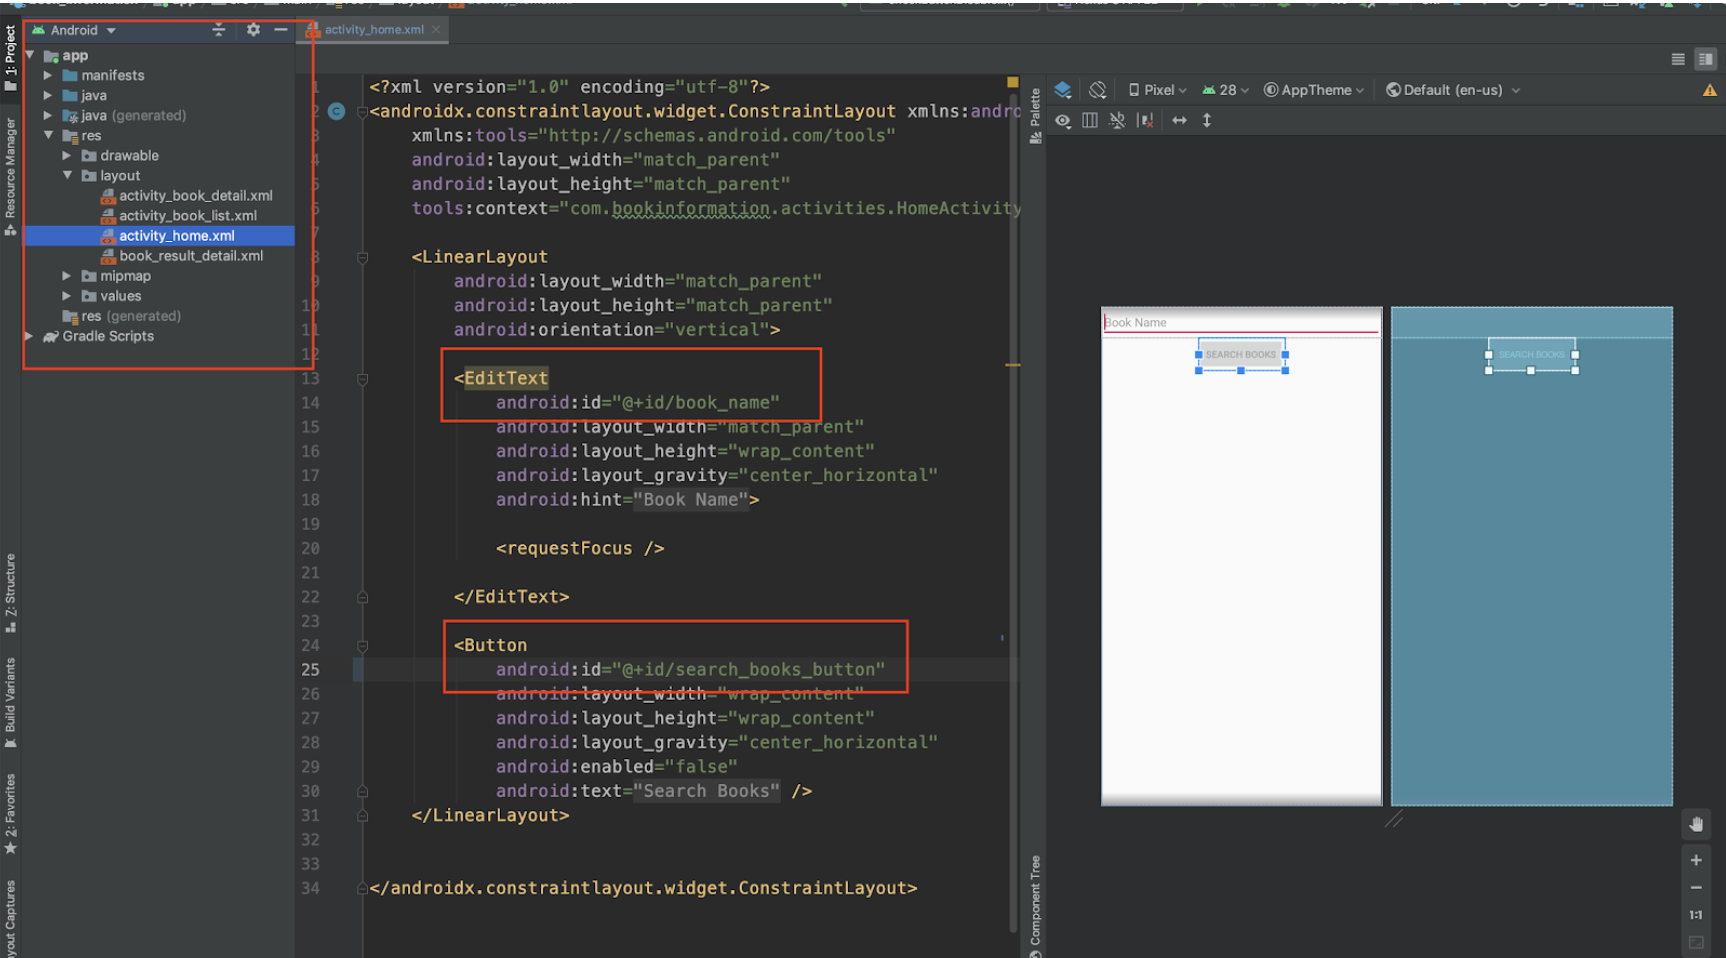 Android
app
manifests
java
java (generated)
res
drawable
layout
activity_book_detail.xml
activity_book_list.xml
activity_home.xml
book_result_detail.xml
mipmap
values
res (generated)
Gradle Scripts
1: Project
Resource Manager
Z: Structure
Build Variants
2: Favorites
activity_home.xml
<?xml version="1.0" encoding="utf-8"?>
2 <androidx.constraintlayout.widget.ConstraintLayout xmlns:andro
xmlns:tools="http://schemas.android.com/tools"
android:layout_width="match_parent"
android:layout_height="match_parent"
tools:context="com.bookinformation.activities.HomeActivity
8 <LinearLayout
9 android:layout_width="match_parent"
10 android:layout_height="match_parent"
11 android:orientation="vertical">
12
13 <EditText
14 android:id="@+id/book_name"
15 android:layout_width="match_parent"
16 android:layout_height="wrap_content"
17 android:layout_gravity="center_horizontal"
18 android:hint="Book Name">
19
20 <requestFocus />
21
22 </EditText>
23
24 <Button
25 android:id="@+id/search_books_button"
26 android:layout_width="wrap_content"
27 android:layout_height="wrap_content"
28 android:layout_gravity="center_horizontal"
29 android:enabled="false"
30 android:text="Search Books" />
31 </LinearLayout>
32
33
34 </androidx.constraintlayout.widget.ConstraintLayout>
Palette
Component Tree
Pixel
28
AppTheme
Default (en-us)
Book Name
SEARCH BOOKS
SEARCH BOOKS
1:1